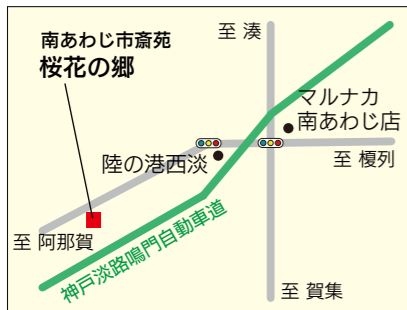 南あわじ市斎苑
桜花の郷
至 湊
マルナカ
南あわじ店
陸の港西淡
至 榎列
至 阿那賀
神戸淡路鳴門自動車道
至 賀集